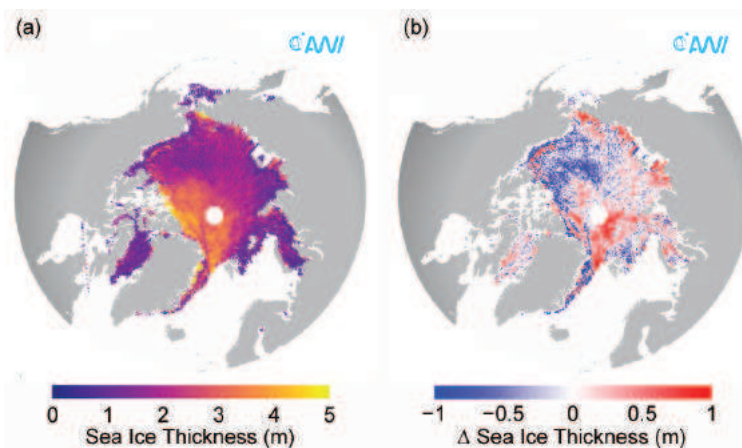 (a)
AWI
0 1 2 3 4 5
Sea Ice Thickness (m)
(b)
AWI
−1 −0.5 0 0.5 1
Δ Sea Ice Thickness (m)